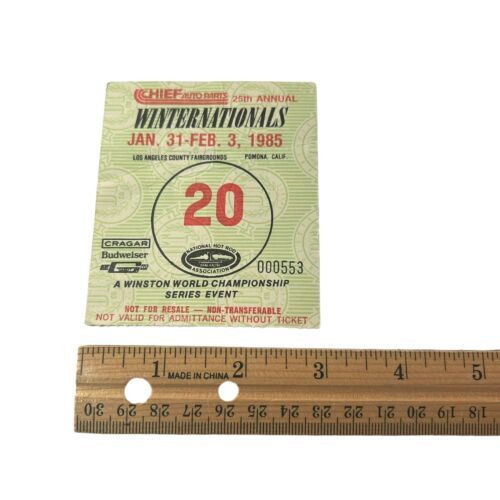 CHIEF AUTO PARTS 25th ANNUAL
WINTERNATIONALS
JAN. 31-FEB. 3, 1985
LOS ANGELES COUNTY FAIRGROUNDS POMONA, CALIF.
20
CRAGAR
Budweiser
NATIONAL HOT ROD
ASSOCIATION
000553
A WINSTON WORLD CHAMPIONSHIP
SERIES EVENT
NOT FOR RESALE — NON-TRANSFERABLE
NOT VALID FOR ADMITTANCE WITHOUT TICKET
1 2 3 4 5
MADE IN CHINA
30 29 28 27 26 25 24 23 22 21 20 19 18